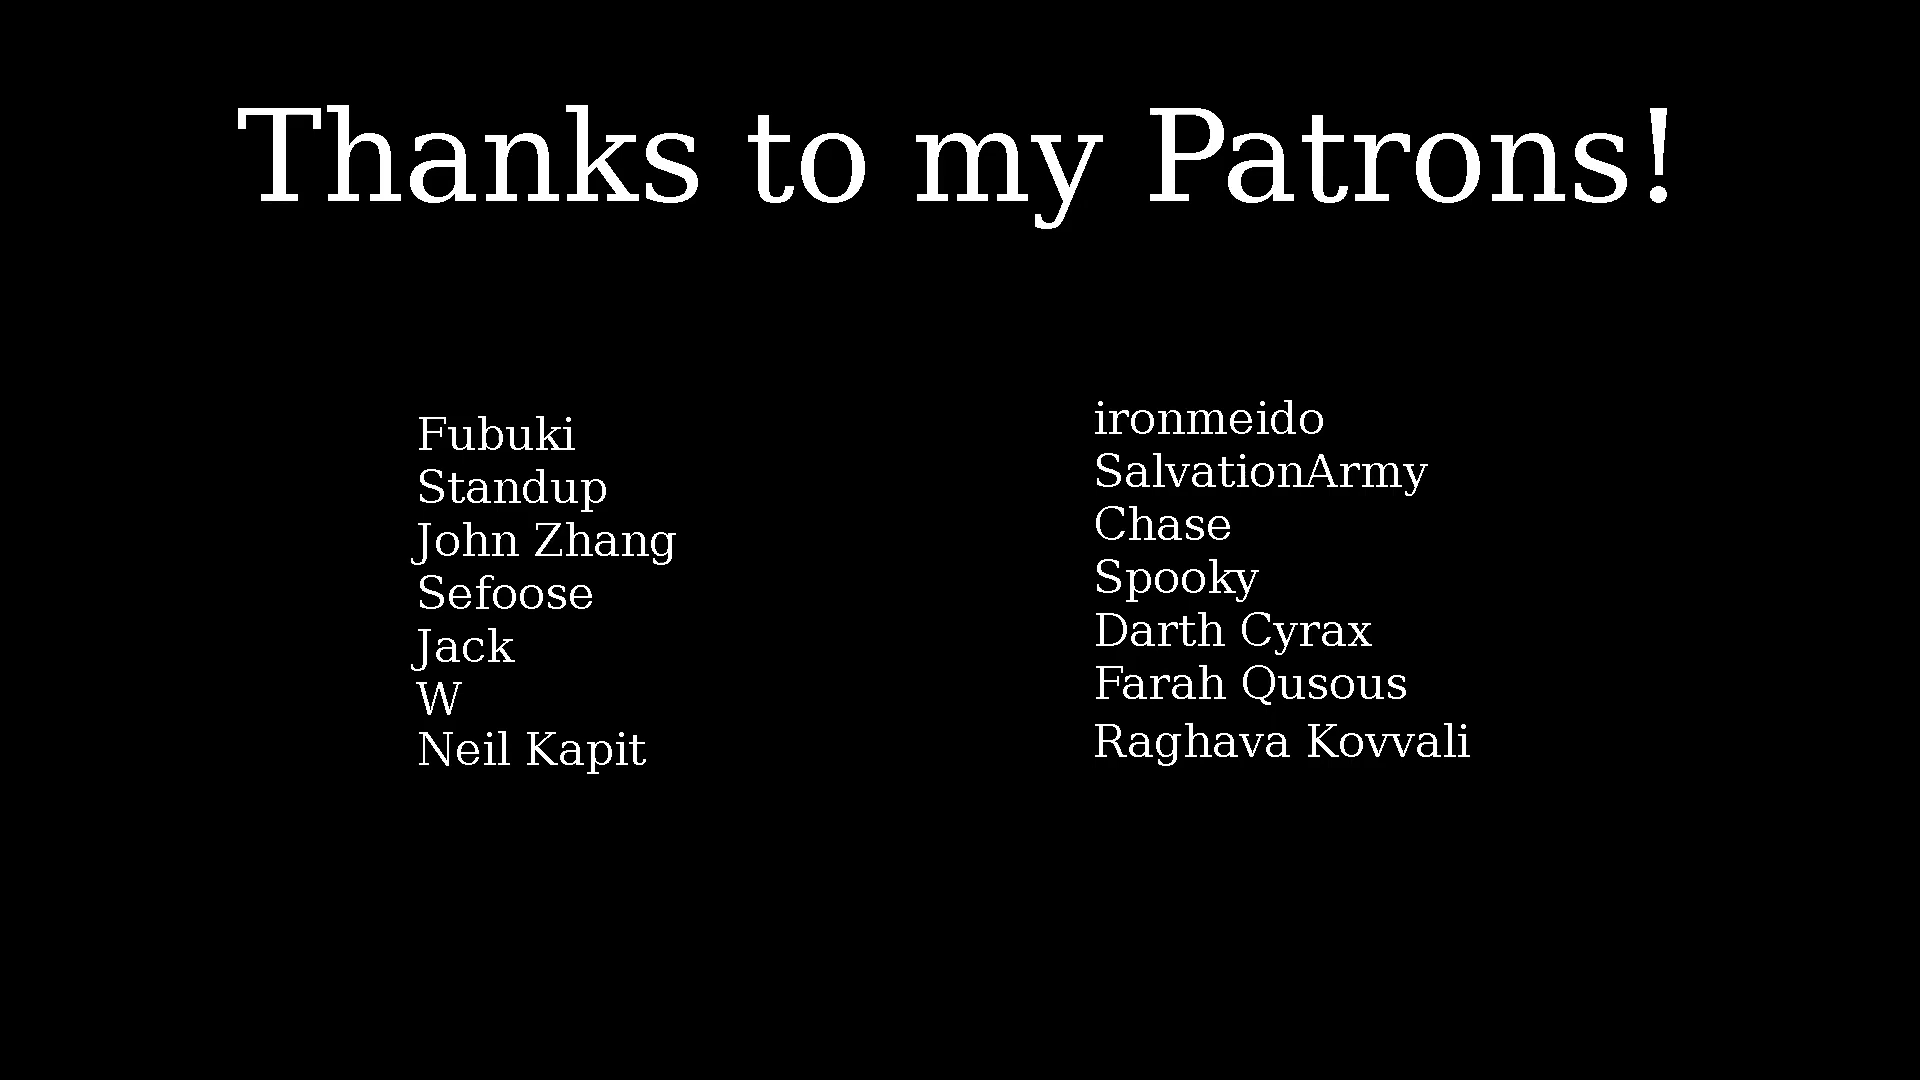 Thanks to my Patrons!
Fubuki
Standup
John Zhang
Sefoose
Jack
W
Neil Kapit
ironmeido
SalvationArmy
Chase
Spooky
Darth Cyrax
Farah Qusous
Raghava Kovvali